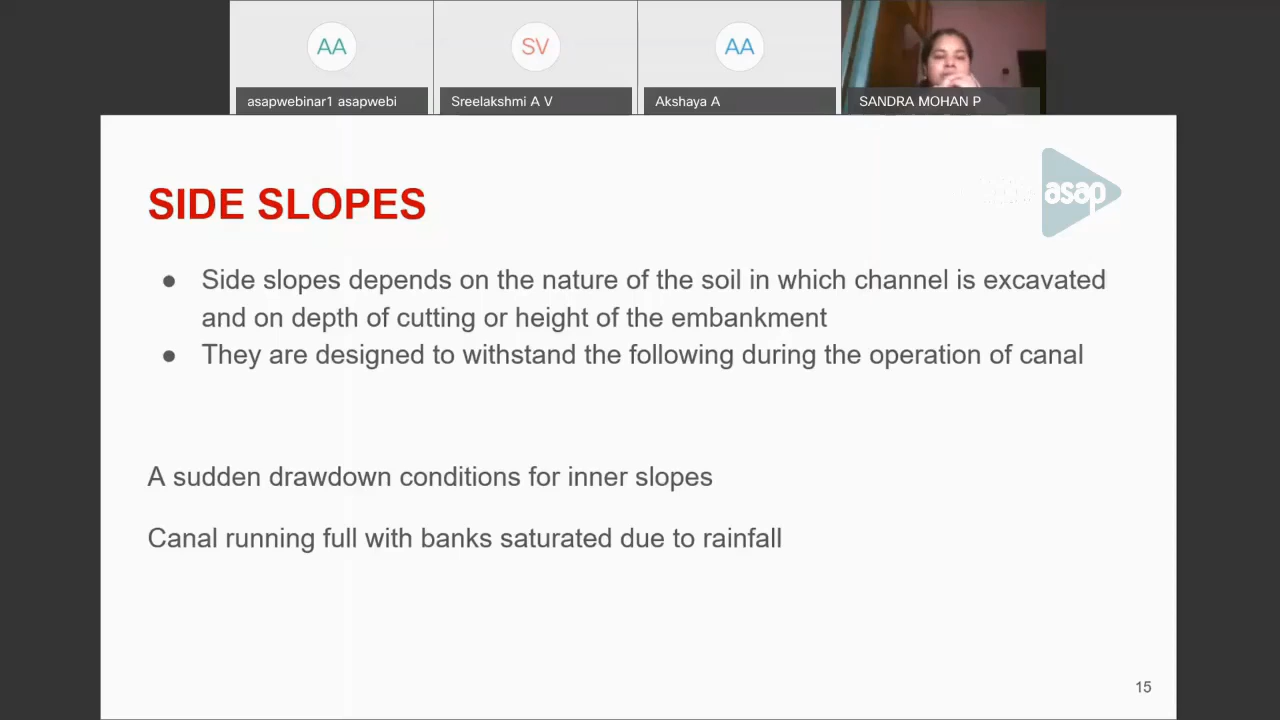 AA
SV
AA
asapwebinar1 asapwebi
Sreelakshmi A V
Akshaya A
SANDRA MOHAN P
asap
SIDE SLOPES
● Side slopes depends on the nature of the soil in which channel is excavated
and on depth of cutting or height of the embankment
● They are designed to withstand the following during the operation of canal
A sudden drawdown conditions for inner slopes
Canal running full with banks saturated due to rainfall
15